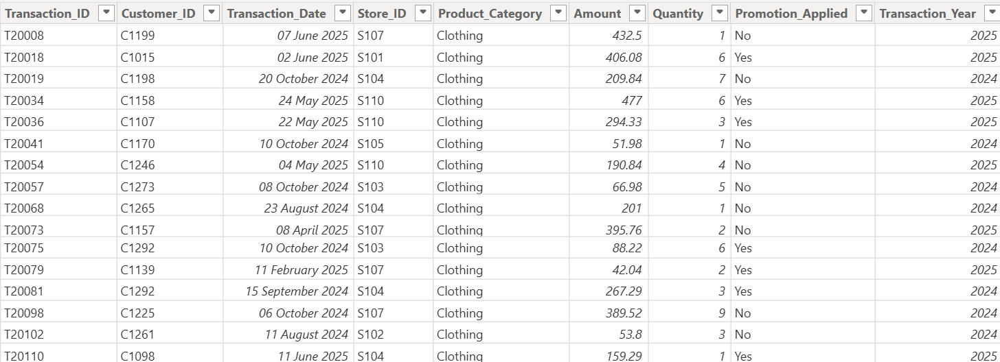 Transaction_ID Customer_ID Transaction_Date Store_ID Product_Category Amount Quantity Promotion_Applied Transaction_Year
T20008 C1199 07 June 2025 S107 Clothing 432.5 1 No 2025
T20018 C1015 02 June 2025 S101 Clothing 406.08 6 Yes 2025
T20019 C1198 20 October 2024 S104 Clothing 209.84 7 No 2024
T20034 C1158 24 May 2025 S110 Clothing 477 6 Yes 2025
T20036 C1107 22 May 2025 S110 Clothing 294.33 3 Yes 2025
T20041 C1170 10 October 2024 S105 Clothing 51.98 1 No 2024
T20054 C1246 04 May 2025 S110 Clothing 190.84 4 No 2025
T20057 C1273 08 October 2024 S103 Clothing 66.98 5 No 2024
T20068 C1265 23 August 2024 S104 Clothing 201 1 No 2024
T20073 C1157 08 April 2025 S107 Clothing 395.76 2 No 2025
T20075 C1292 10 October 2024 S103 Clothing 88.22 6 Yes 2024
T20079 C1139 11 February 2025 S107 Clothing 42.04 2 Yes 2025
T20081 C1292 15 September 2024 S104 Clothing 267.29 3 Yes 2024
T20098 C1225 06 October 2024 S107 Clothing 389.52 9 No 2024
T20102 C1261 11 August 2024 S102 Clothing 53.8 3 No 2024
T20110 C1098 11 June 2025 S104 Clothing 159.29 1 Yes 2025